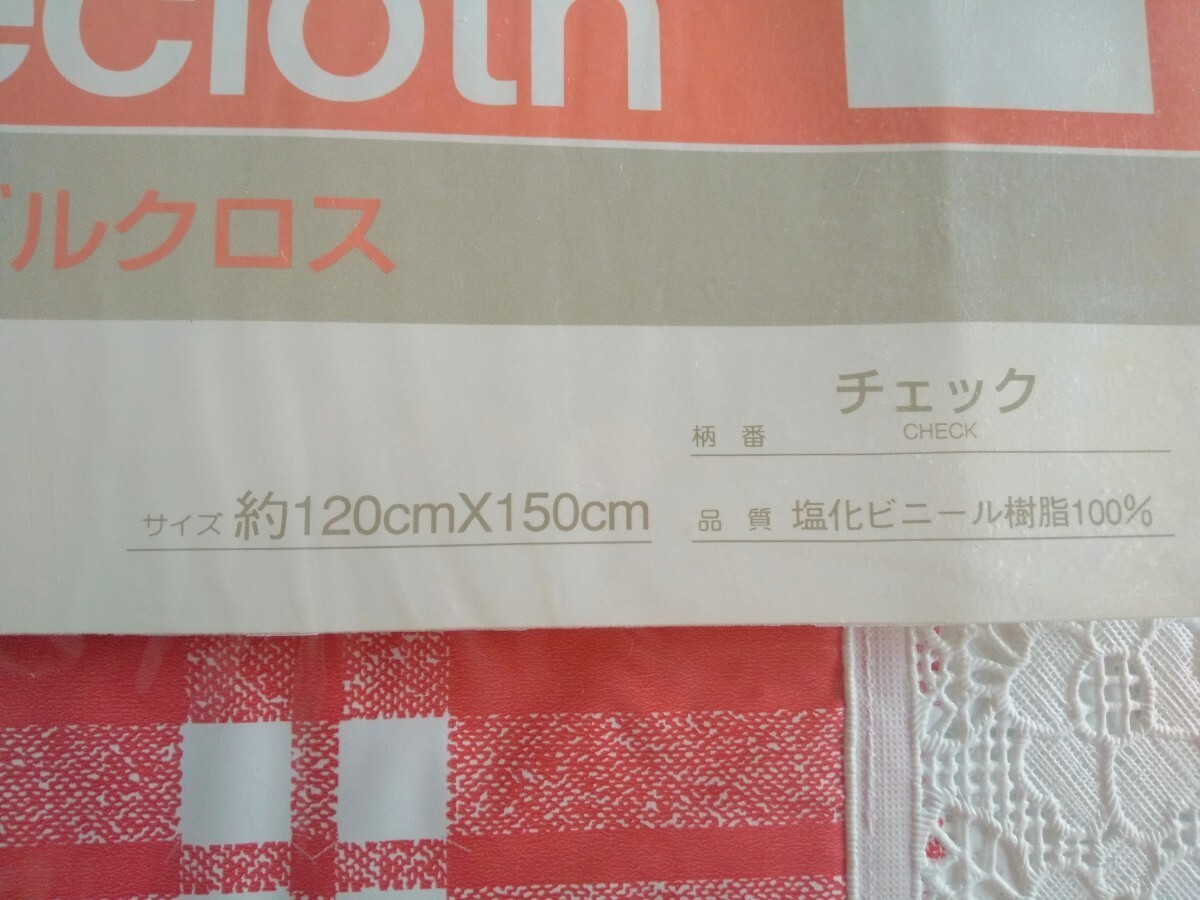 ecloth
ブルクロス
チェック
柄番 CHECK
サイズ 約120cmX150cm
品質 塩化ビニール樹脂100%